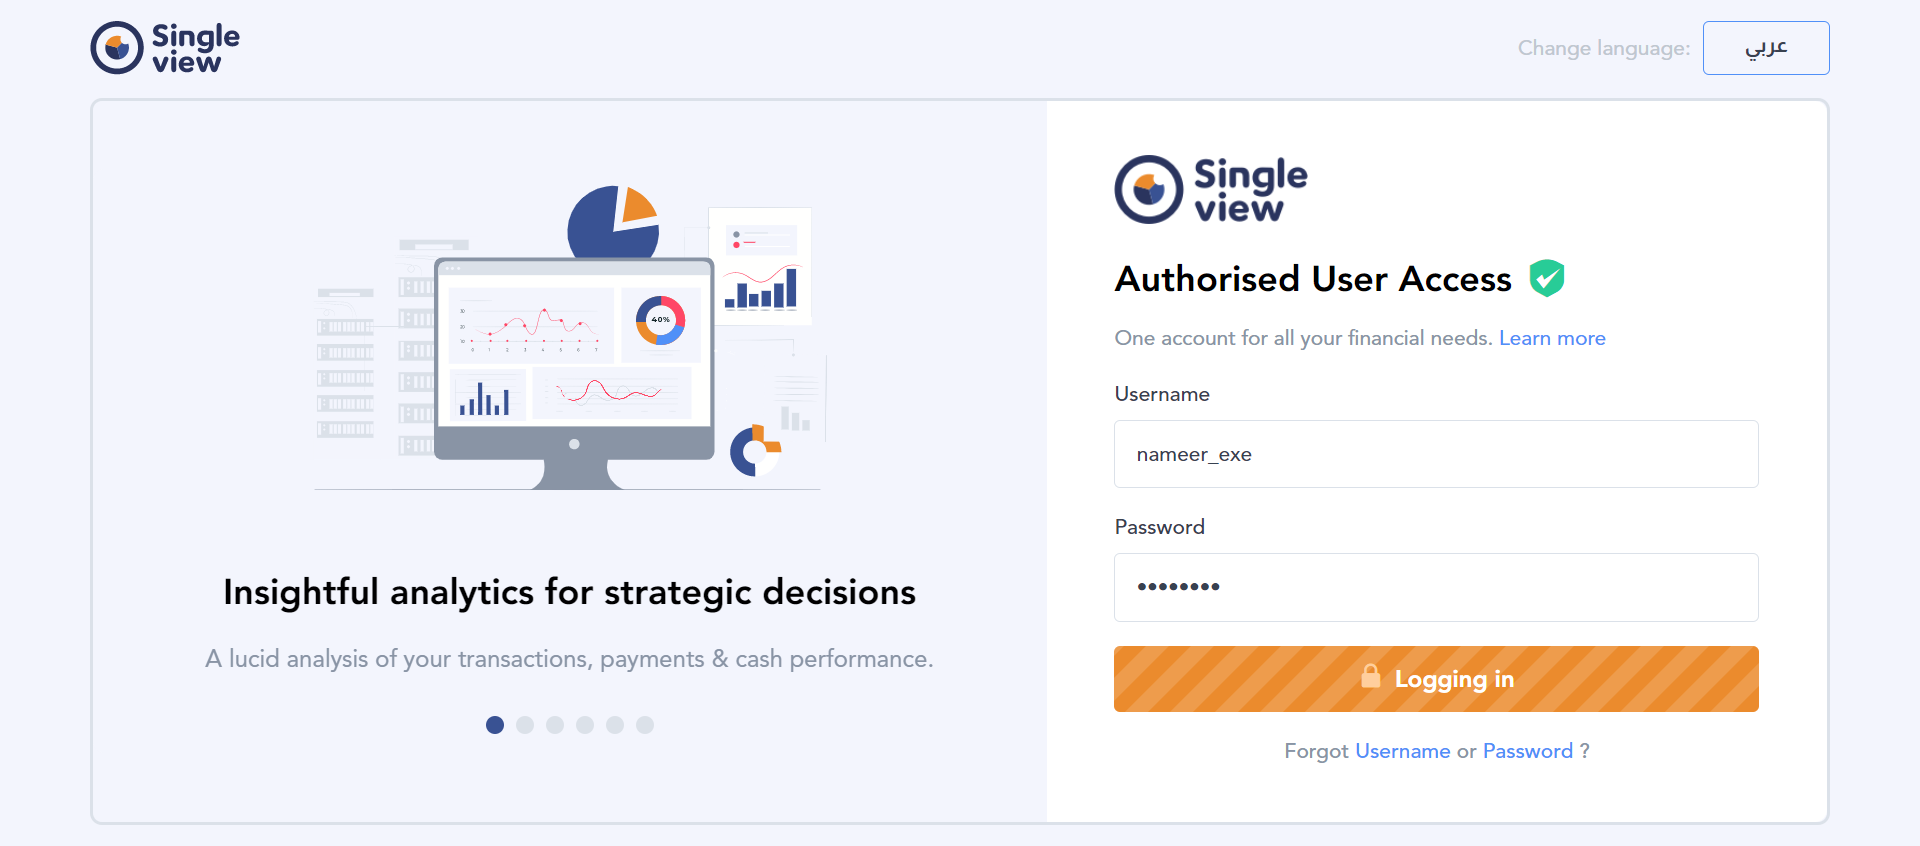 Single
view
Change language:
عربي
40%
Insightful analytics for strategic decisions
A lucid analysis of your transactions, payments & cash performance.
Single
view
Authorised User Access
One account for all your financial needs. Learn more
Username
nameer_exe
Password
••••••••
Logging in
Forgot Username or Password ?